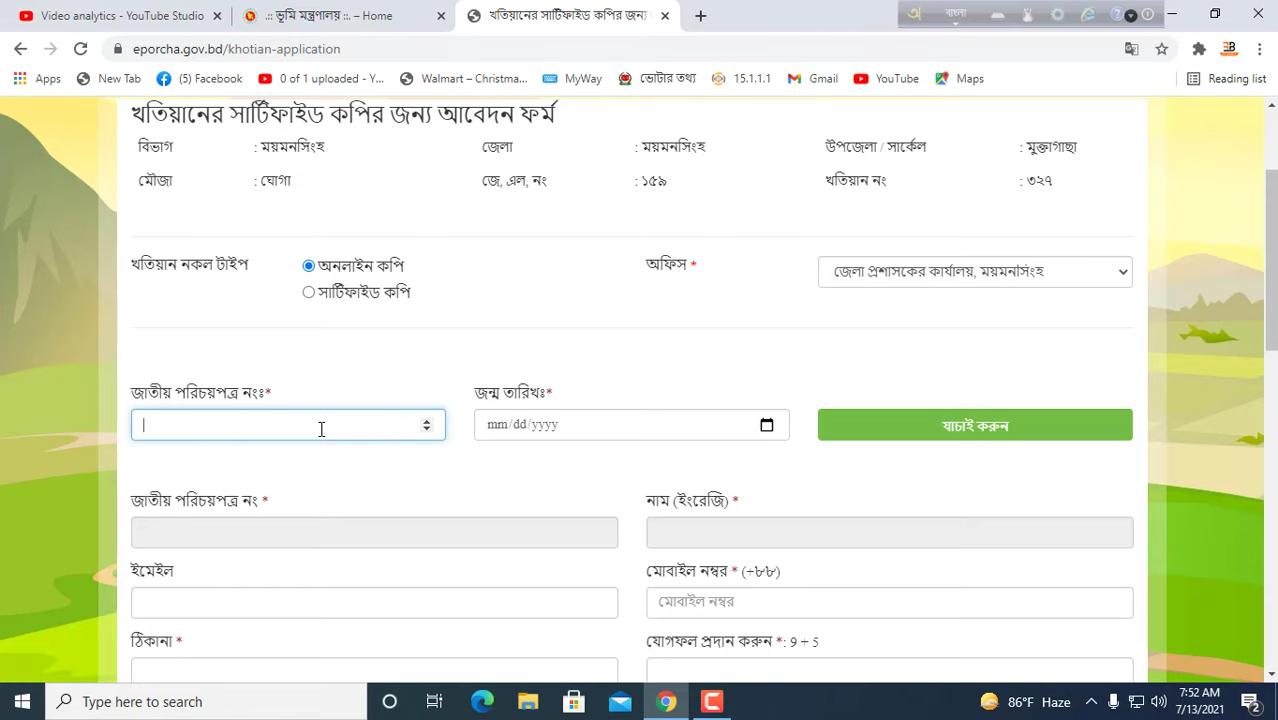 Video analytics - YouTube Studio
.:: ভূমি মন্ত্রণালয় ::. – Home
খতিয়ানের সার্টিফাইড কপির জন্য
বাংলা
eporcha.gov.bd/khotian-application
Apps New Tab (5) Facebook 0 of 1 uploaded - Y... Walmart – Christma... MyWay ভোটার তথ্য 15.1.1.1 Gmail YouTube Maps Reading list
খতিয়ানের সার্টিফাইড কপির জন্য আবেদন ফর্ম
বিভাগ : ময়মনসিংহ জেলা : ময়মনসিংহ উপজেলা / সার্কেল : মুক্তাগাছা
মৌজা : ঘোগা জে, এল, নং : ১৫৯ খতিয়ান নং : ৩২৭
খতিয়ান নকল টাইপ অনলাইন কপি অফিস * জেলা প্রশাসকের কার্যালয়, ময়মনসিংহ
সার্টিফাইড কপি
জাতীয় পরিচয়পত্র নংঃ* জন্ম তারিখঃ*
mm/dd/yyyy যাচাই করুন
জাতীয় পরিচয়পত্র নং * নাম (ইংরেজি) *
ইমেইল মোবাইল নম্বর * (+৮৮)
মোবাইল নম্বর
ঠিকানা * যোগফল প্রদান করুন *: 9 + 5
Type here to search 86°F Haze 7:52 AM
7/13/2021 2